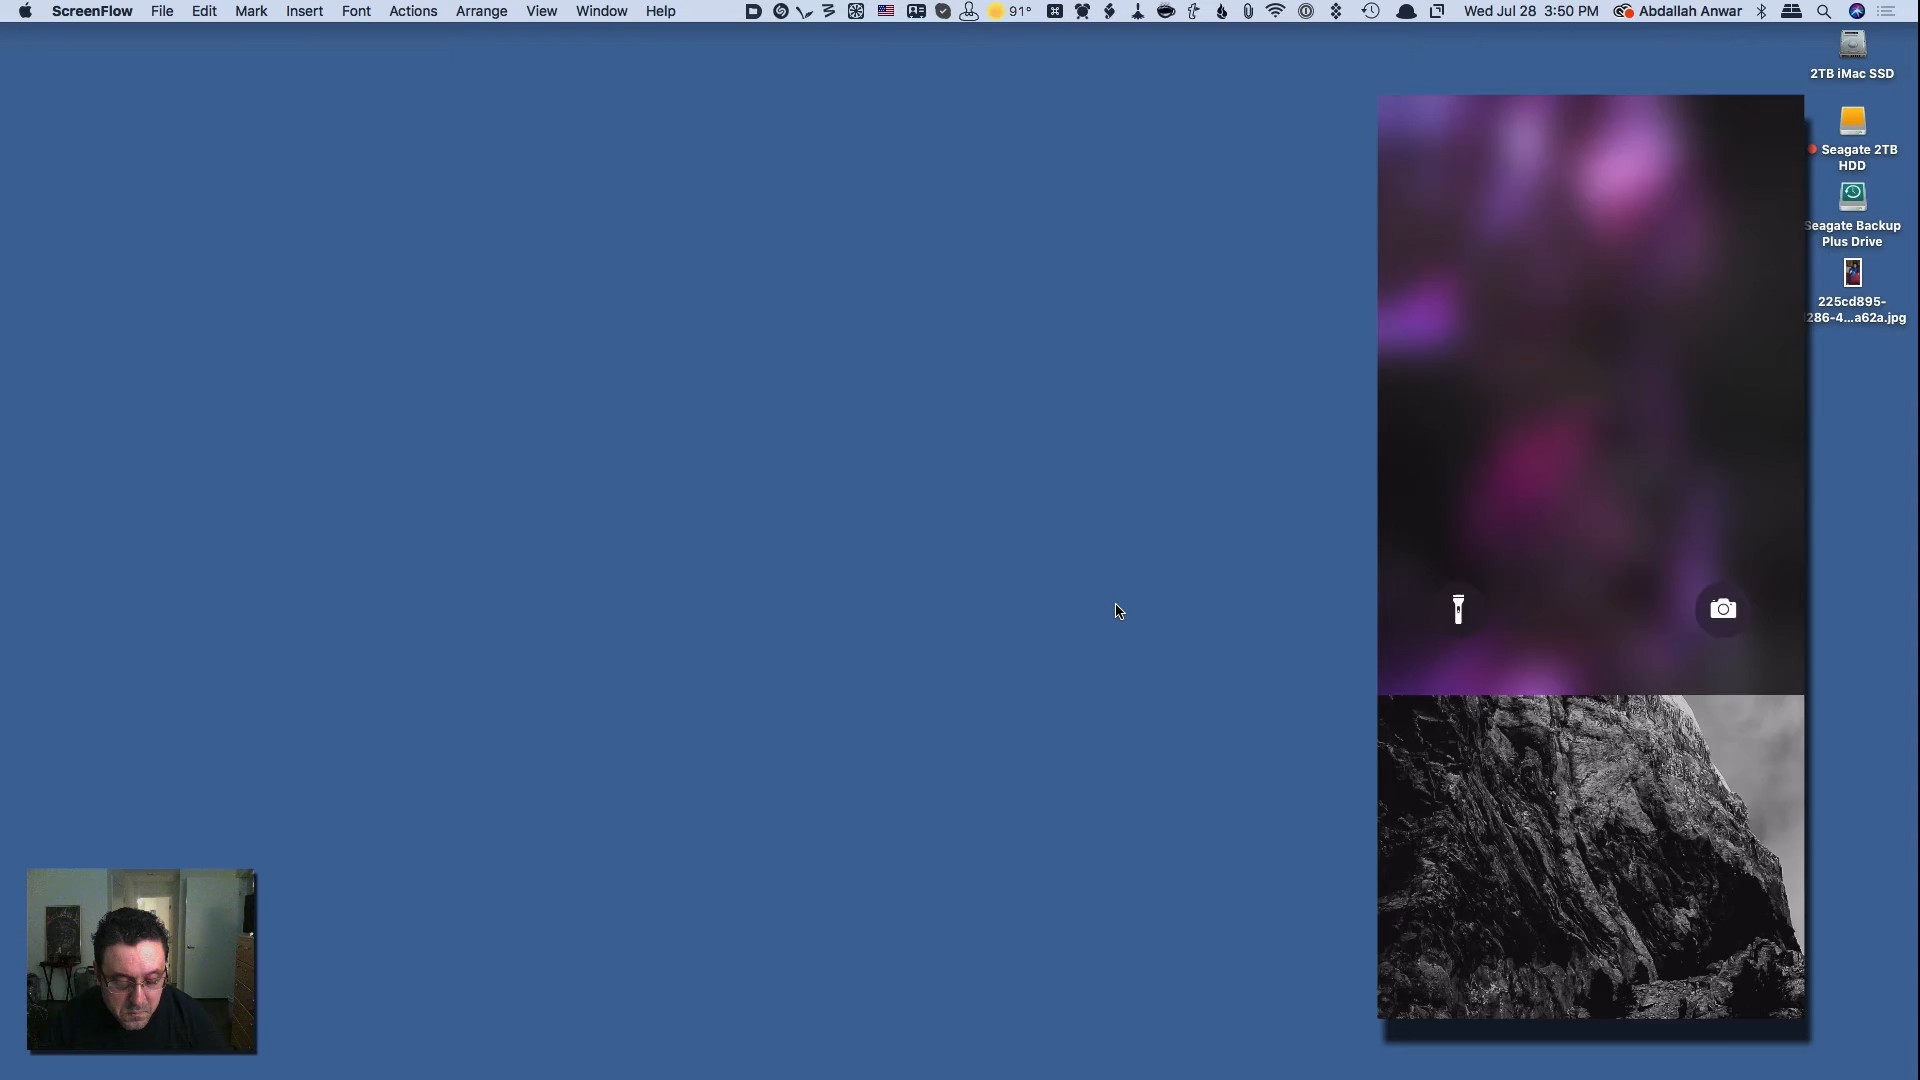 ScreenFlow File Edit Mark Insert Font Actions Arrange View Window Help 91° Wed Jul 28 3:50 PM Abdallah Anwar
2TB iMac SSD
Seagate 2TB
HDD
Seagate Backup
Plus Drive
225cd895-
286-4...a62a.jpg